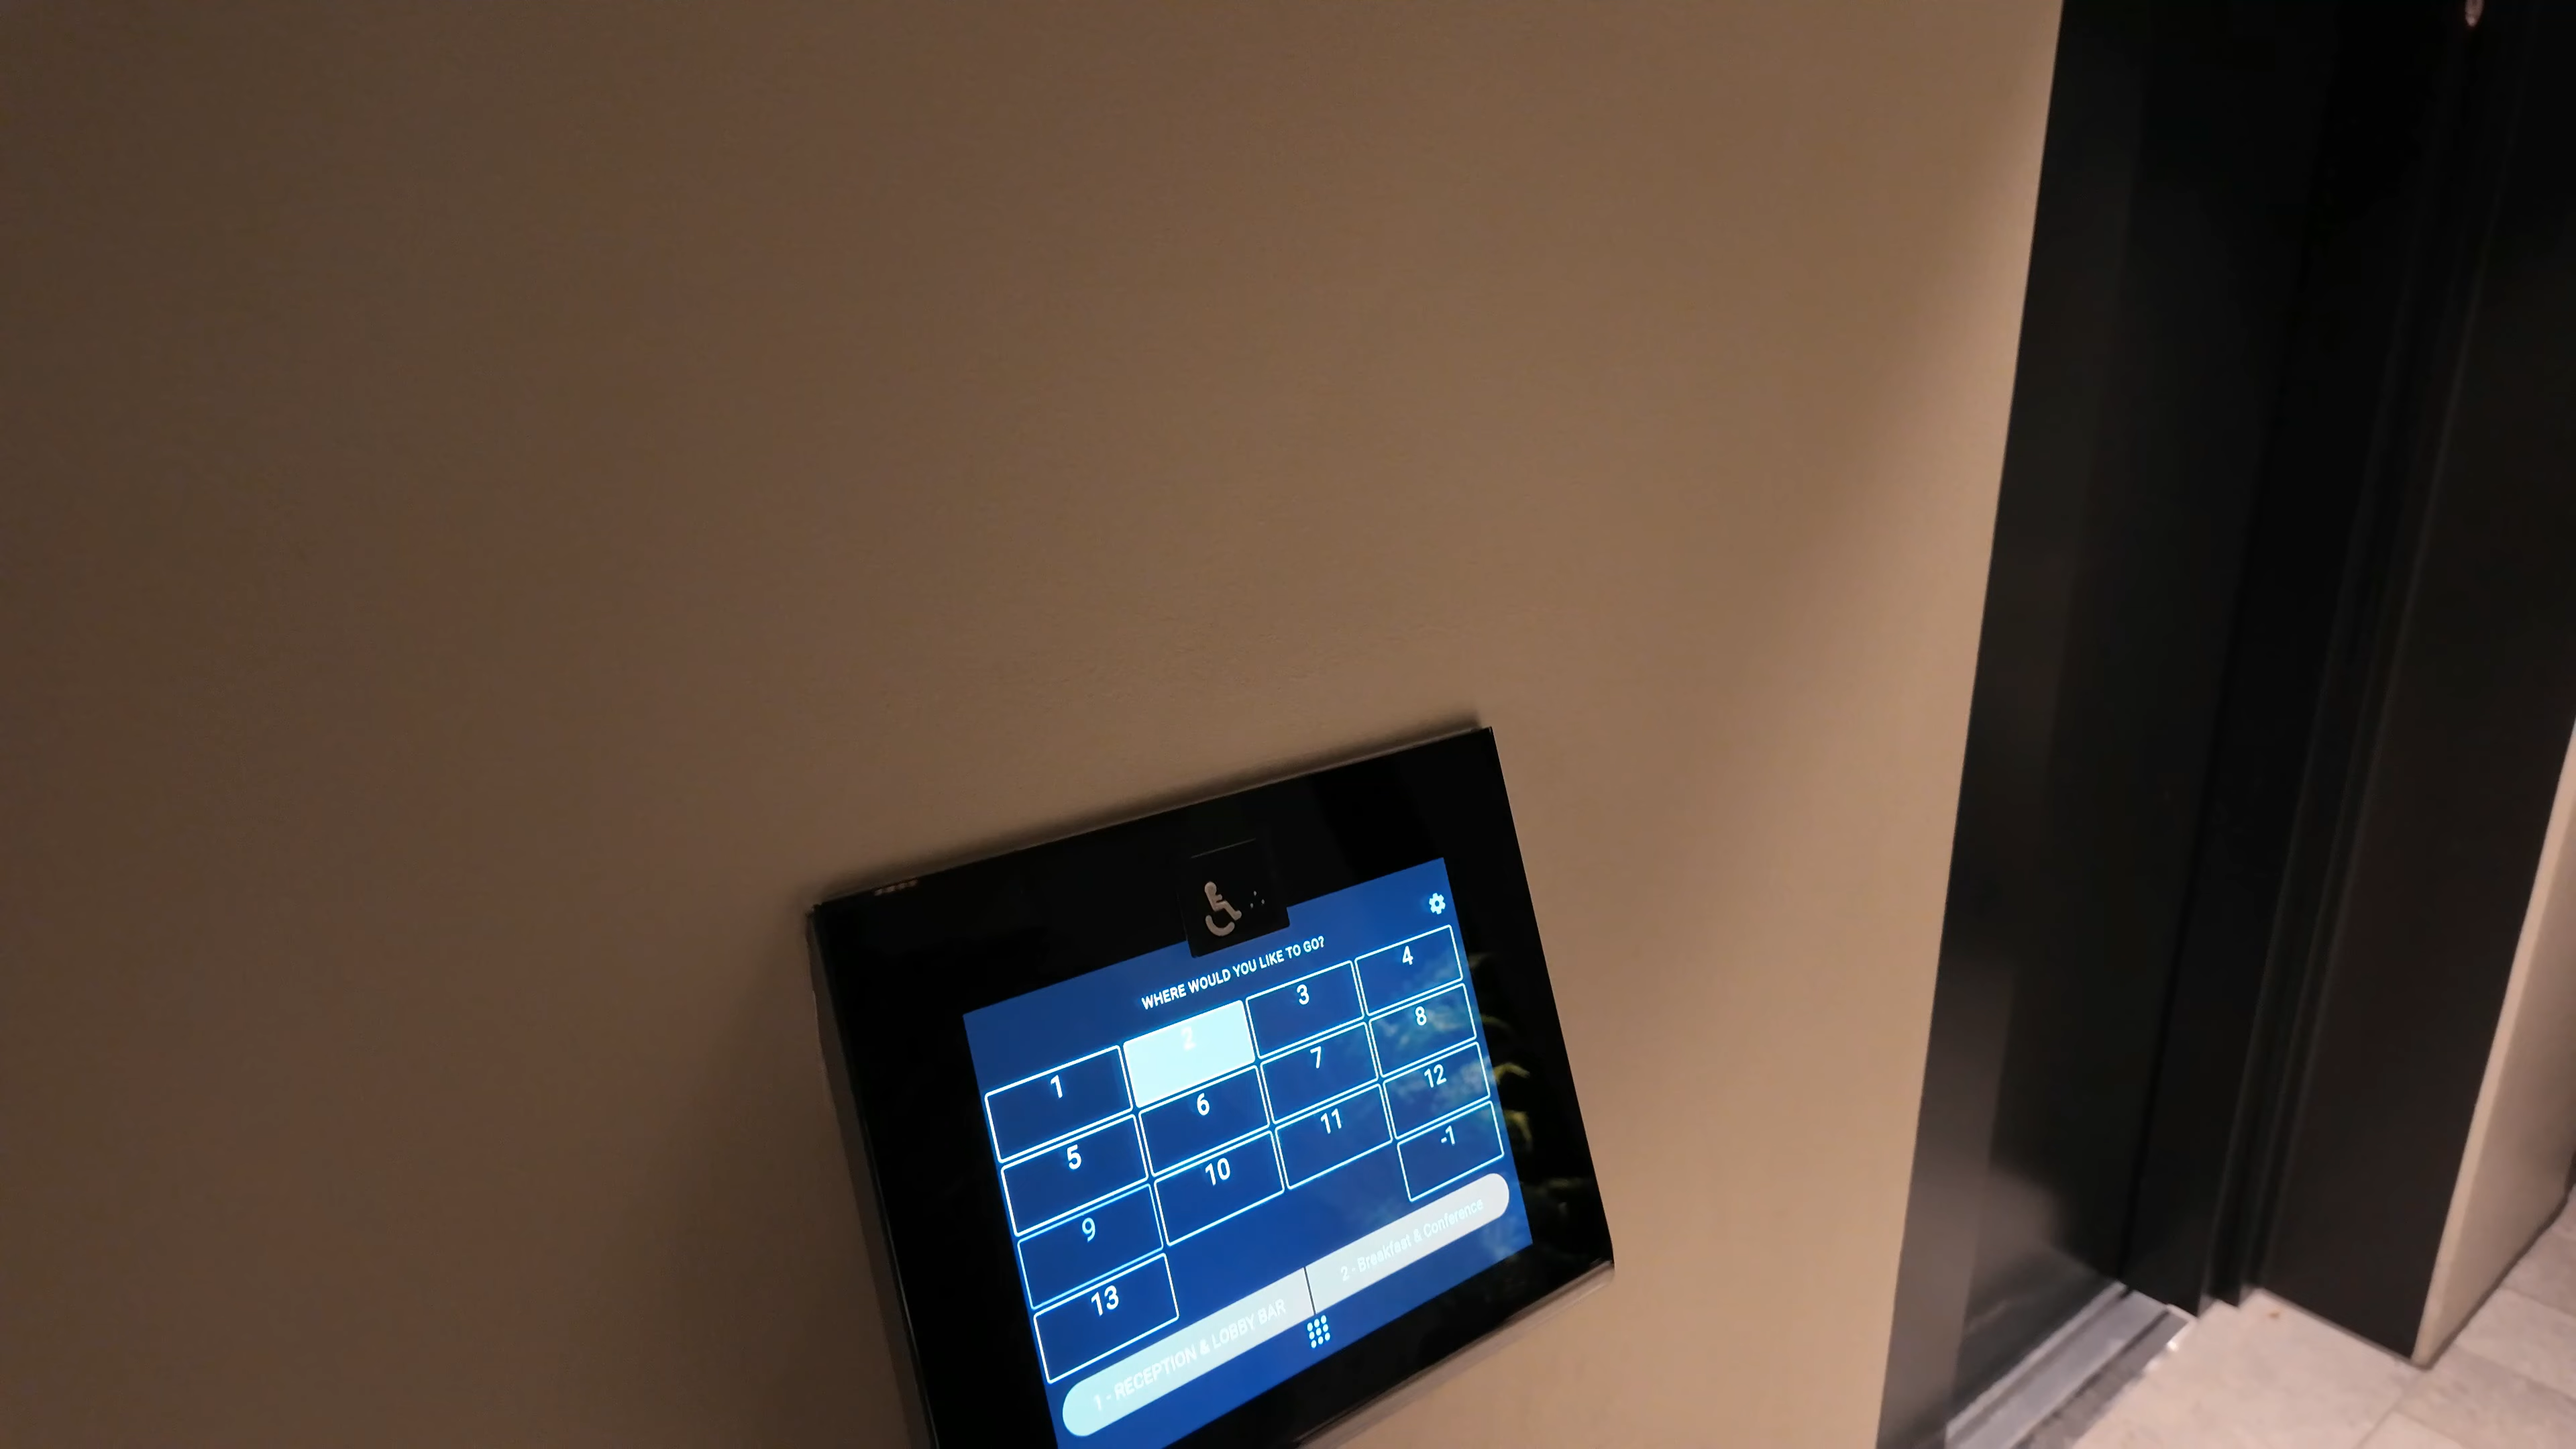 WHERE WOULD YOU LIKE TO GO?
1 2 3 4
5 6 7 8
9 10 11 12
13 -1
1 - RECEPTION & LOBBY BAR
2 - Breakfast & Conference